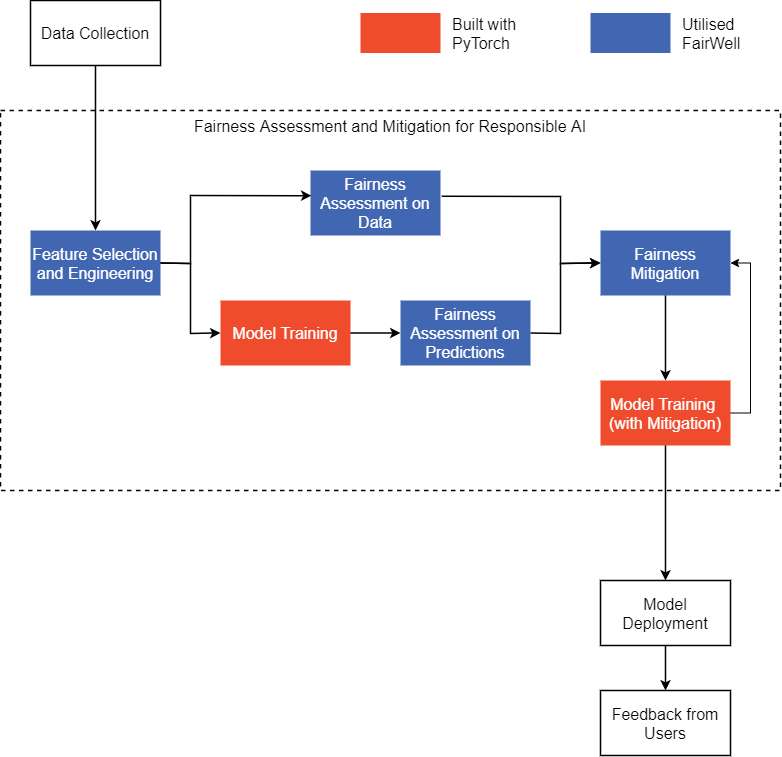 Data Collection
Built with
PyTorch
Utilised
FairWell
Fairness Assessment and Mitigation for Responsible AI
Fairness
Assessment on
Data
Feature Selection
and Engineering
Fairness
Mitigation
Model Training
Fairness
Assessment on
Predictions
Model Training
(with Mitigation)
Model
Deployment
Feedback from
Users